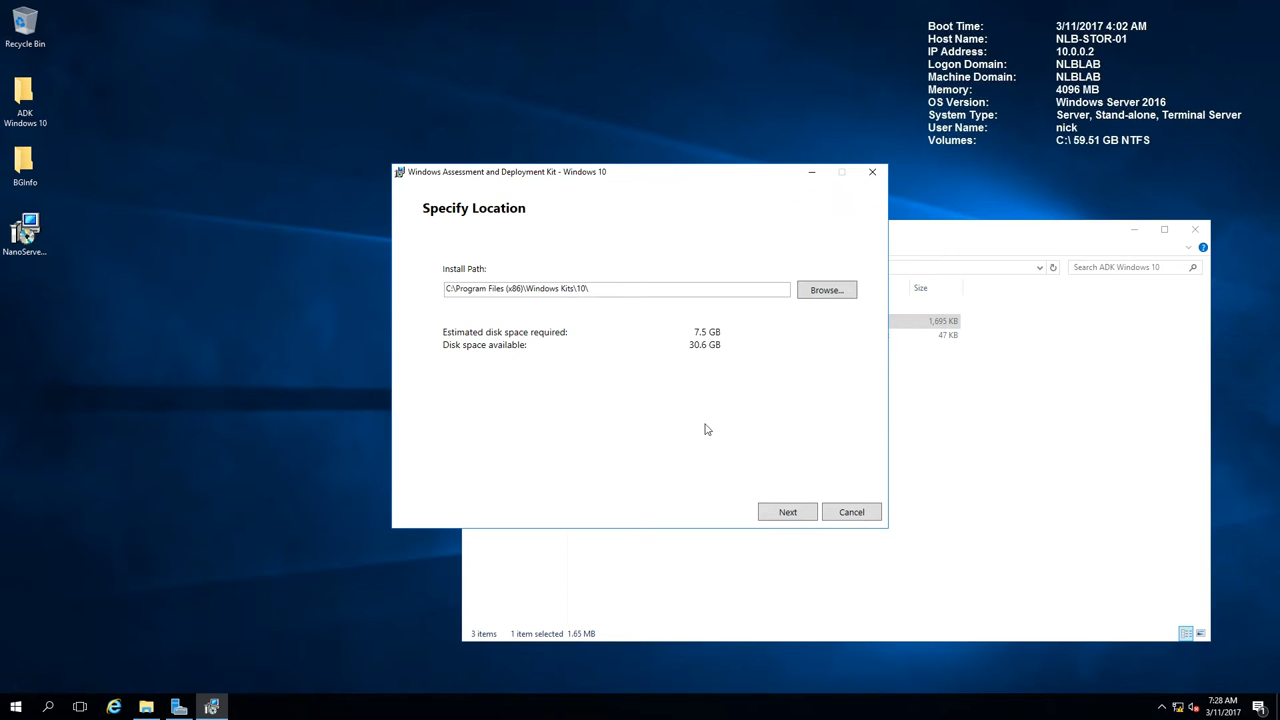 Recycle Bin
ADK
Windows 10
BGInfo
NanoServe...
Boot Time: 3/11/2017 4:02 AM
Host Name: NLB-STOR-01
IP Address: 10.0.0.2
Logon Domain: NLBLAB
Machine Domain: NLBLAB
Memory: 4096 MB
OS Version: Windows Server 2016
System Type: Server, Stand-alone, Terminal Server
User Name: nick
Volumes: C:\ 59.51 GB NTFS
Windows Assessment and Deployment Kit - Windows 10
Specify Location
Install Path:
C:\Program Files (x86)\Windows Kits\10\
Browse...
Estimated disk space required: 7.5 GB
Disk space available: 30.6 GB
Next
Cancel
Search ADK Windows 10
Size
1,695 KB
47 KB
3 items 1 item selected 1.65 MB
7:28 AM
3/11/2017
1